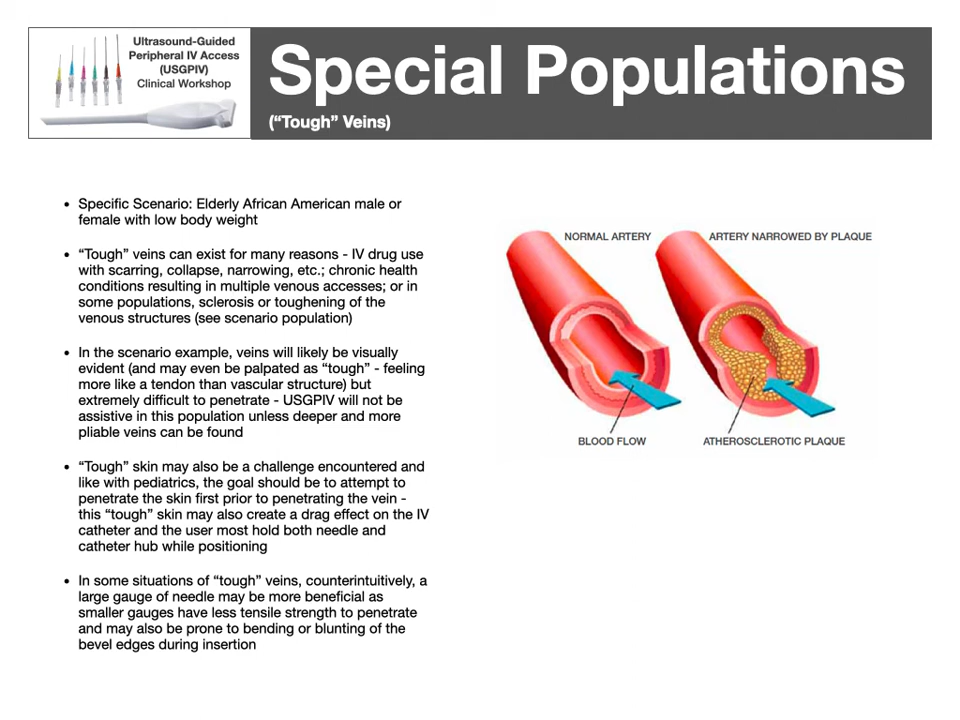 Ultrasound-Guided
Peripheral IV Access
(USGPIV)
Clinical Workshop
Special Populations
(“Tough” Veins)
• Specific Scenario: Elderly African American male or
female with low body weight
• “Tough” veins can exist for many reasons - IV drug use
with scarring, collapse, narrowing, etc.; chronic health
conditions resulting in multiple venous accesses; or in
some populations, sclerosis or toughening of the
venous structures (see scenario population)
• In the scenario example, veins will likely be visually
evident (and may even be palpated as “tough” - feeling
more like a tendon than vascular structure) but
extremely difficult to penetrate - USGPIV will not be
assistive in this population unless deeper and more
pliable veins can be found
• “Tough” skin may also be a challenge encountered and
like with pediatrics, the goal should be to attempt to
penetrate the skin first prior to penetrating the vein -
this “tough” skin may also create a drag effect on the IV
catheter and the user most hold both needle and
catheter hub while positioning
• In some situations of “tough” veins, counterintuitively, a
large gauge of needle may be more beneficial as
smaller gauges have less tensile strength to penetrate
and may also be prone to bending or blunting of the
bevel edges during insertion
NORMAL ARTERY
ARTERY NARROWED BY PLAQUE
BLOOD FLOW
ATHEROSCLEROTIC PLAQUE